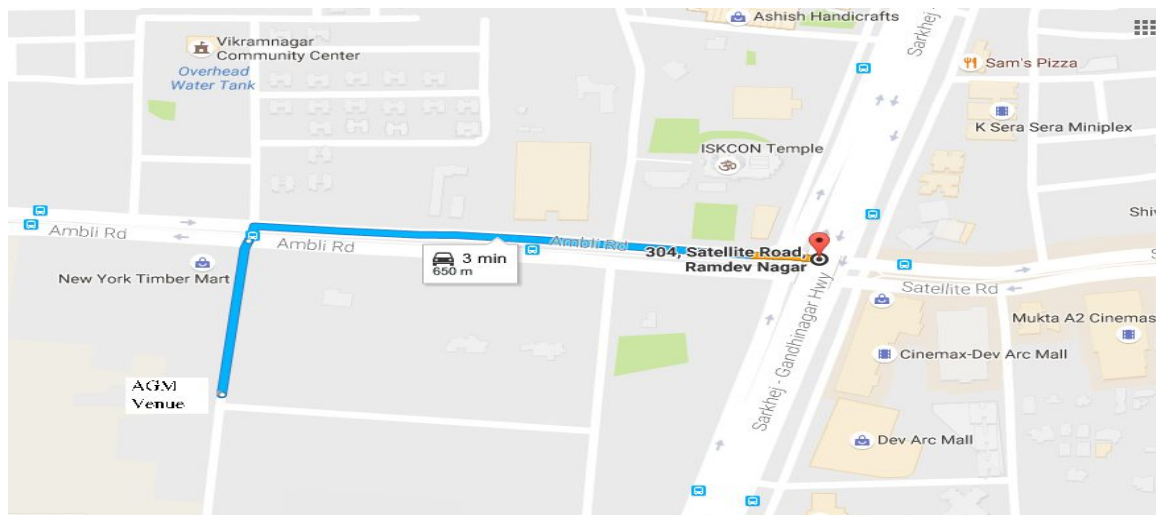 Ashish Handicrafts
Sarkhej -
Vikramnagar
Community Center
Overhead
Water Tank
Sam's Pizza
K Sera Sera Miniplex
ISKCON Temple
Shiv
Ambli Rd
Ambli Rd
Ambli Rd
304, Satellite Road,
Ramdev Nagar
3 min
650 m
New York Timber Mart
Satellite Rd
S
Sarkhej - Gandhinagar Hwy
Mukta A2 Cinemas
Cinemax-Dev Arc Mall
AGM
Venue
Dev Arc Mall